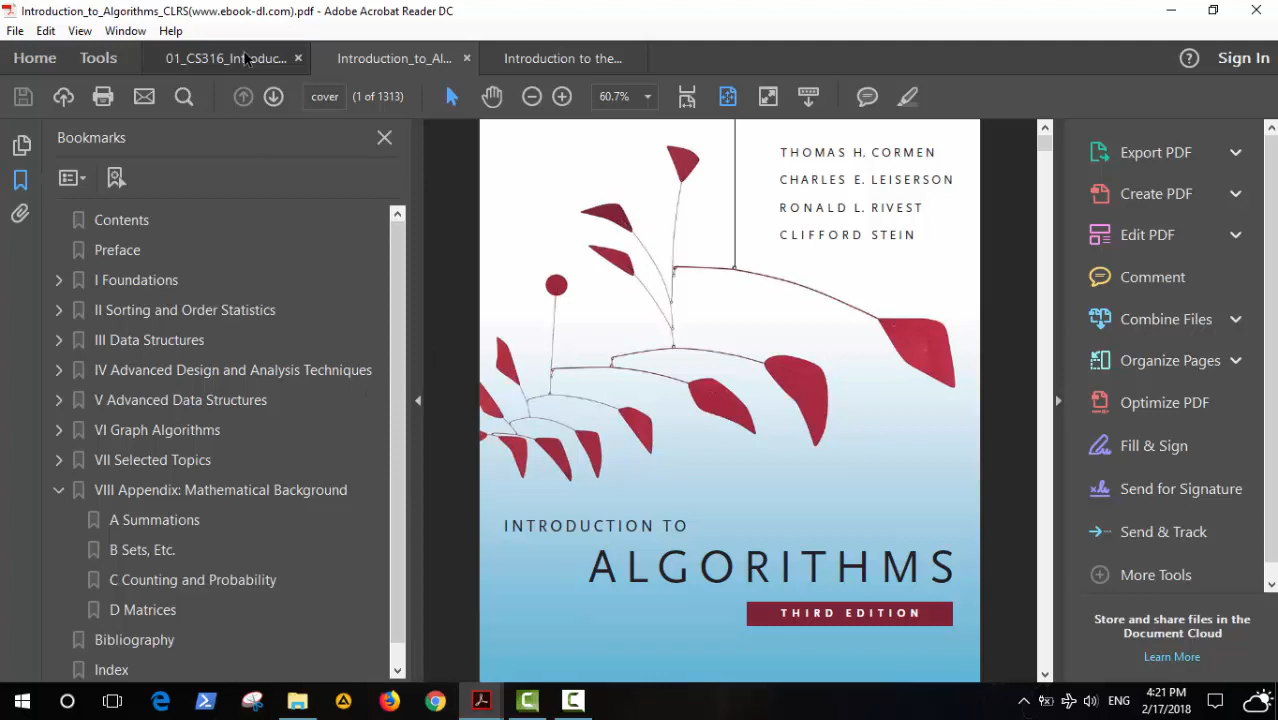 Introduction_to_Algorithms_CLRS(www.ebook-dl.com).pdf - Adobe Acrobat Reader DC
File Edit View Window Help
Home Tools 01_CS316_Introduc... Introduction_to_Al... Introduction to the... Sign In
cover (1 of 1313) 60.7%
Bookmarks
Contents
Preface
I Foundations
II Sorting and Order Statistics
III Data Structures
IV Advanced Design and Analysis Techniques
V Advanced Data Structures
VI Graph Algorithms
VII Selected Topics
VIII Appendix: Mathematical Background
A Summations
B Sets, Etc.
C Counting and Probability
D Matrices
Bibliography
Index
THOMAS H. CORMEN
CHARLES E. LEISERSON
RONALD L. RIVEST
CLIFFORD STEIN
INTRODUCTION TO
ALGORITHMS
THIRD EDITION
Export PDF
Create PDF
Edit PDF
Comment
Combine Files
Organize Pages
Optimize PDF
Fill & Sign
Send for Signature
Send & Track
More Tools
Store and share files in the
Document Cloud
Learn More
ENG
4:21 PM
2/17/2018